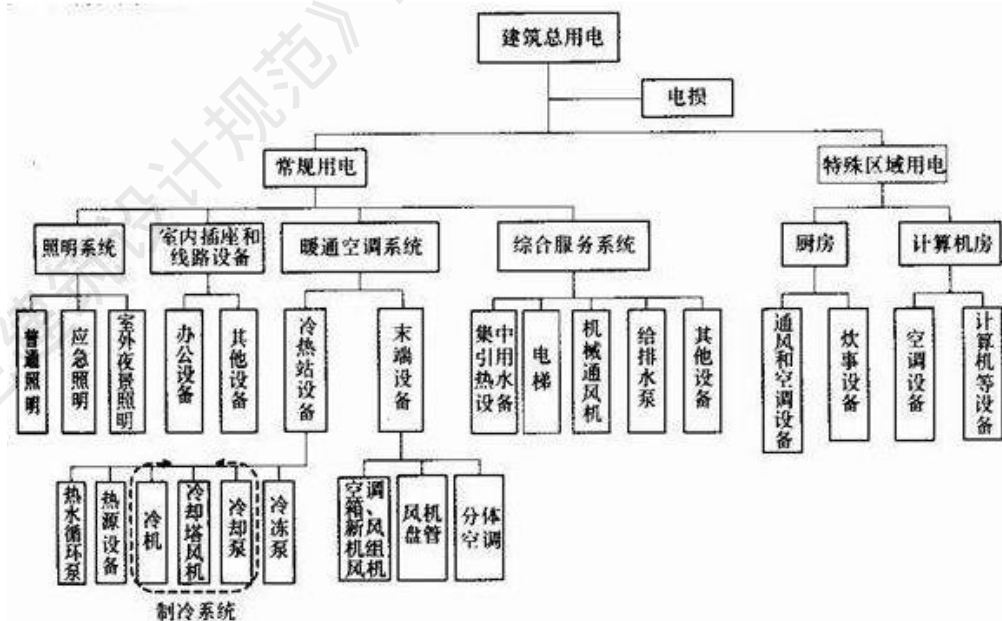 建筑总用电
电损
常规用电
特殊区域用电
照明系统
室内插座和
线路设备
暖通空调系统
综合服务系统
厨房
计算机房
普通照明
应急照明
室外夜景照明
办公设备
其他设备
冷热站设备
末端设备
集中
引用
热水
设备
电梯
机械通风机
给排水泵
其他设备
通风和空调设备
炊事设备
空调设备
计算机等设备
热水循环泵
热源设备
冷机
冷却塔风机
冷却泵
冷冻泵
空调
箱、
新风
机组
风机
风机
盘管
分体
空调
制冷系统
筑设计规范》